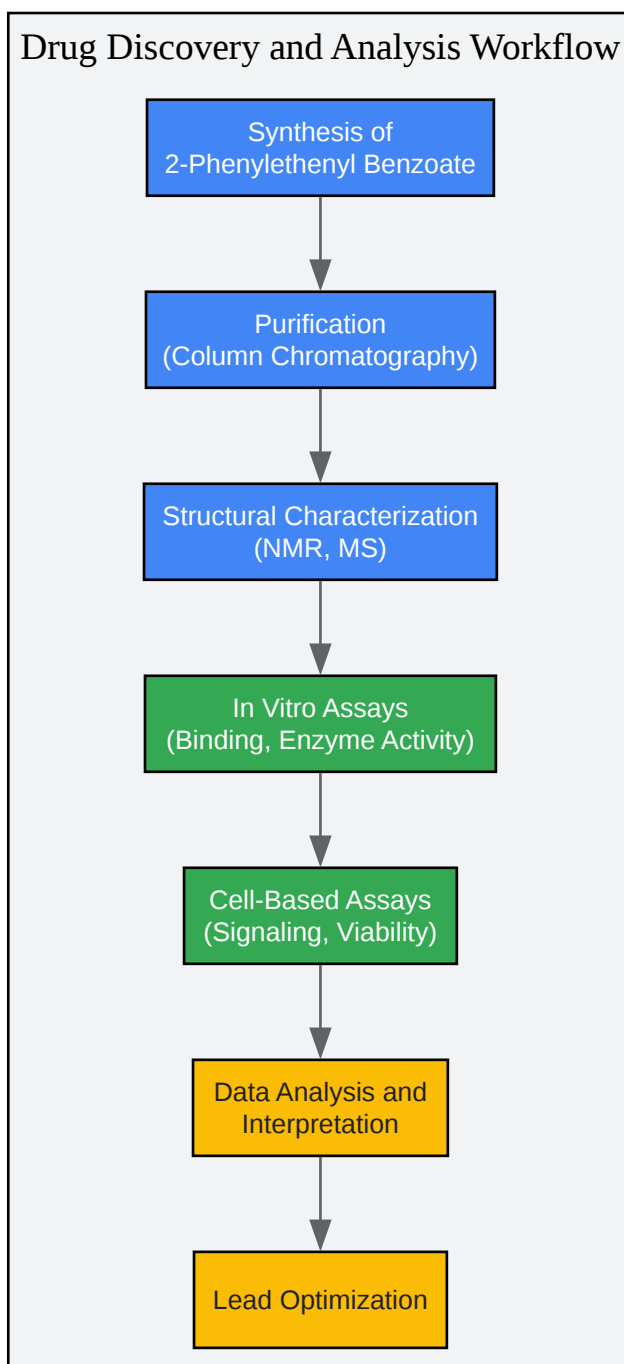 Drug Discovery and Analysis Workflow
Synthesis of
2-Phenylethenyl Benzoate
Purification
(Column Chromatography)
Structural Characterization
(NMR, MS)
In Vitro Assays
(Binding, Enzyme Activity)
Cell-Based Assays
(Signaling, Viability)
Data Analysis and
Interpretation
Lead Optimization